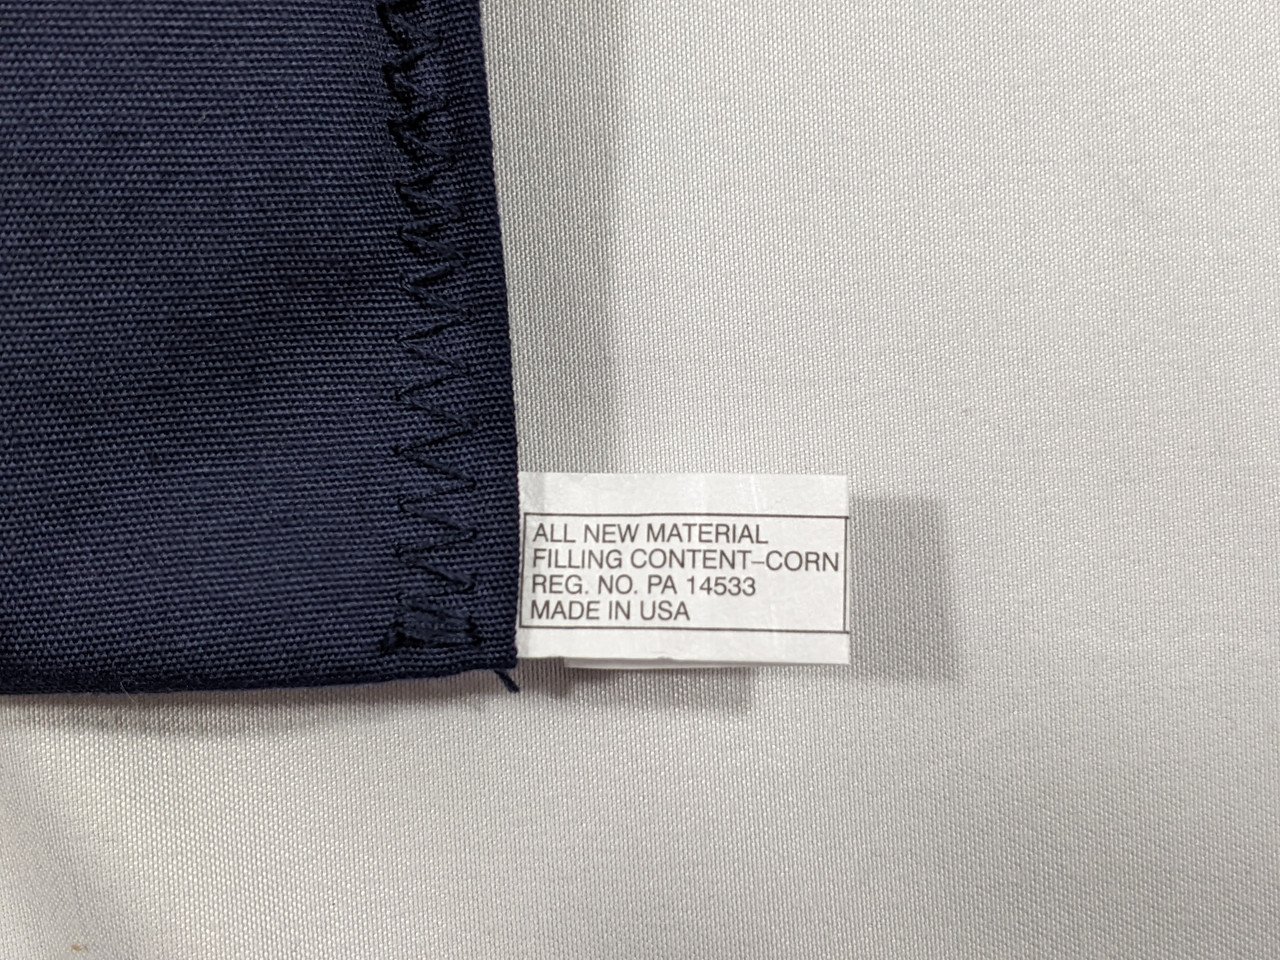 ALL NEW MATERIAL
FILLING CONTENT–CORN
REG. NO. PA 14533
MADE IN USA